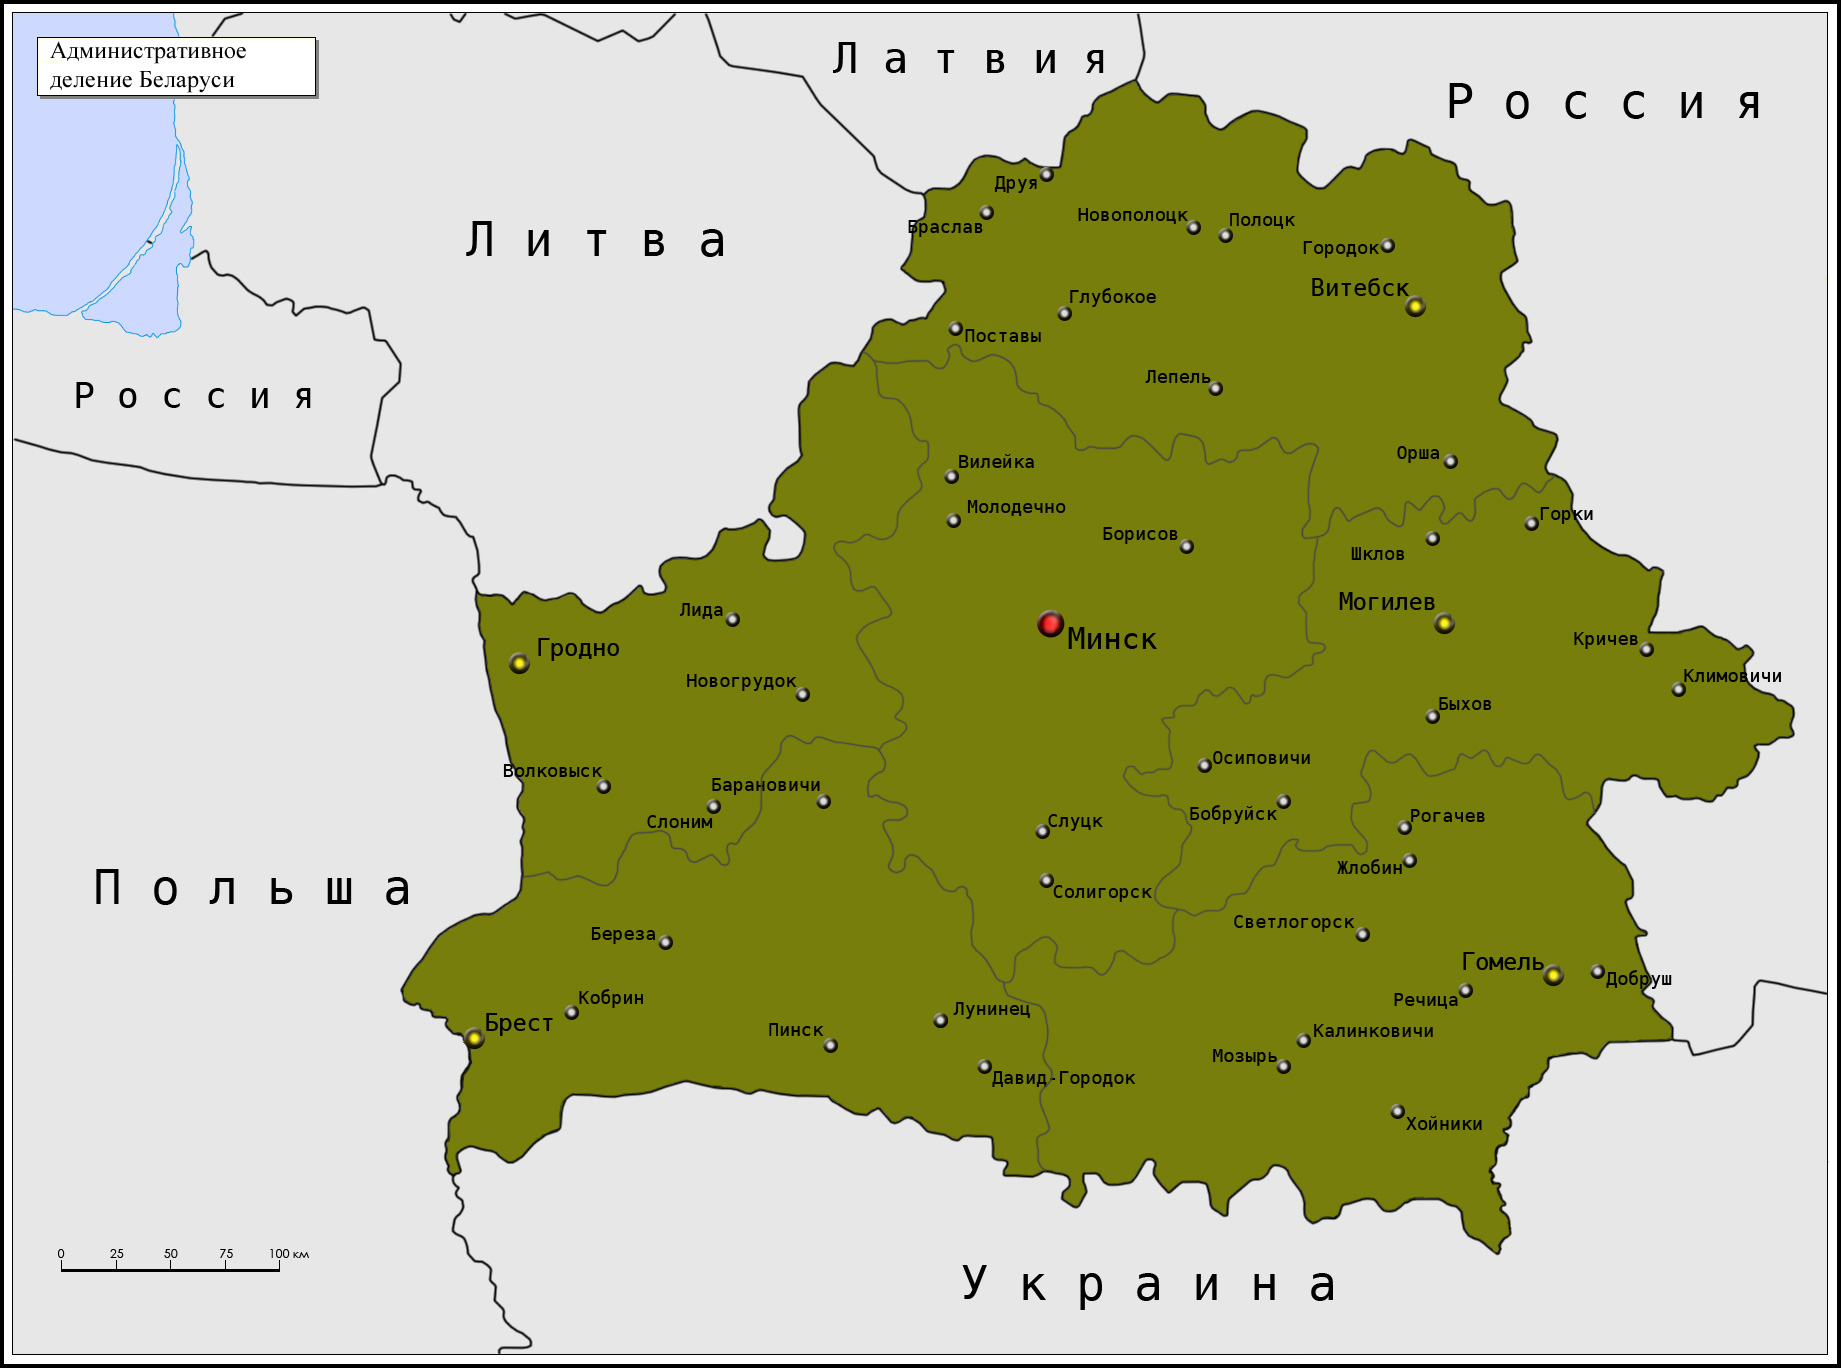 Административное
деление Беларуси
Латвия
Россия
Литва
Россия
Польша
Украина
Друя
Браслав
Новополоцк
Полоцк
Городок
Витебск
Глубокое
Поставы
Лепель
Орша
Вилейка
Молодечно
Борисов
Горки
Шклов
Могилев
Лида
Минск
Гродно
Кричев
Новогрудок
Климовичи
Быхов
Осиповичи
Волковыск
Барановичи
Слоним
Бобруйск
Слуцк
Рогачев
Жлобин
Солигорск
Светлогорск
Береза
Гомель
Добруш
Речица
Кобрин
Лунинец
Брест
Пинск
Калинковичи
Мозырь
Давид-Городок
Хойники
0 25 50 75 100 км